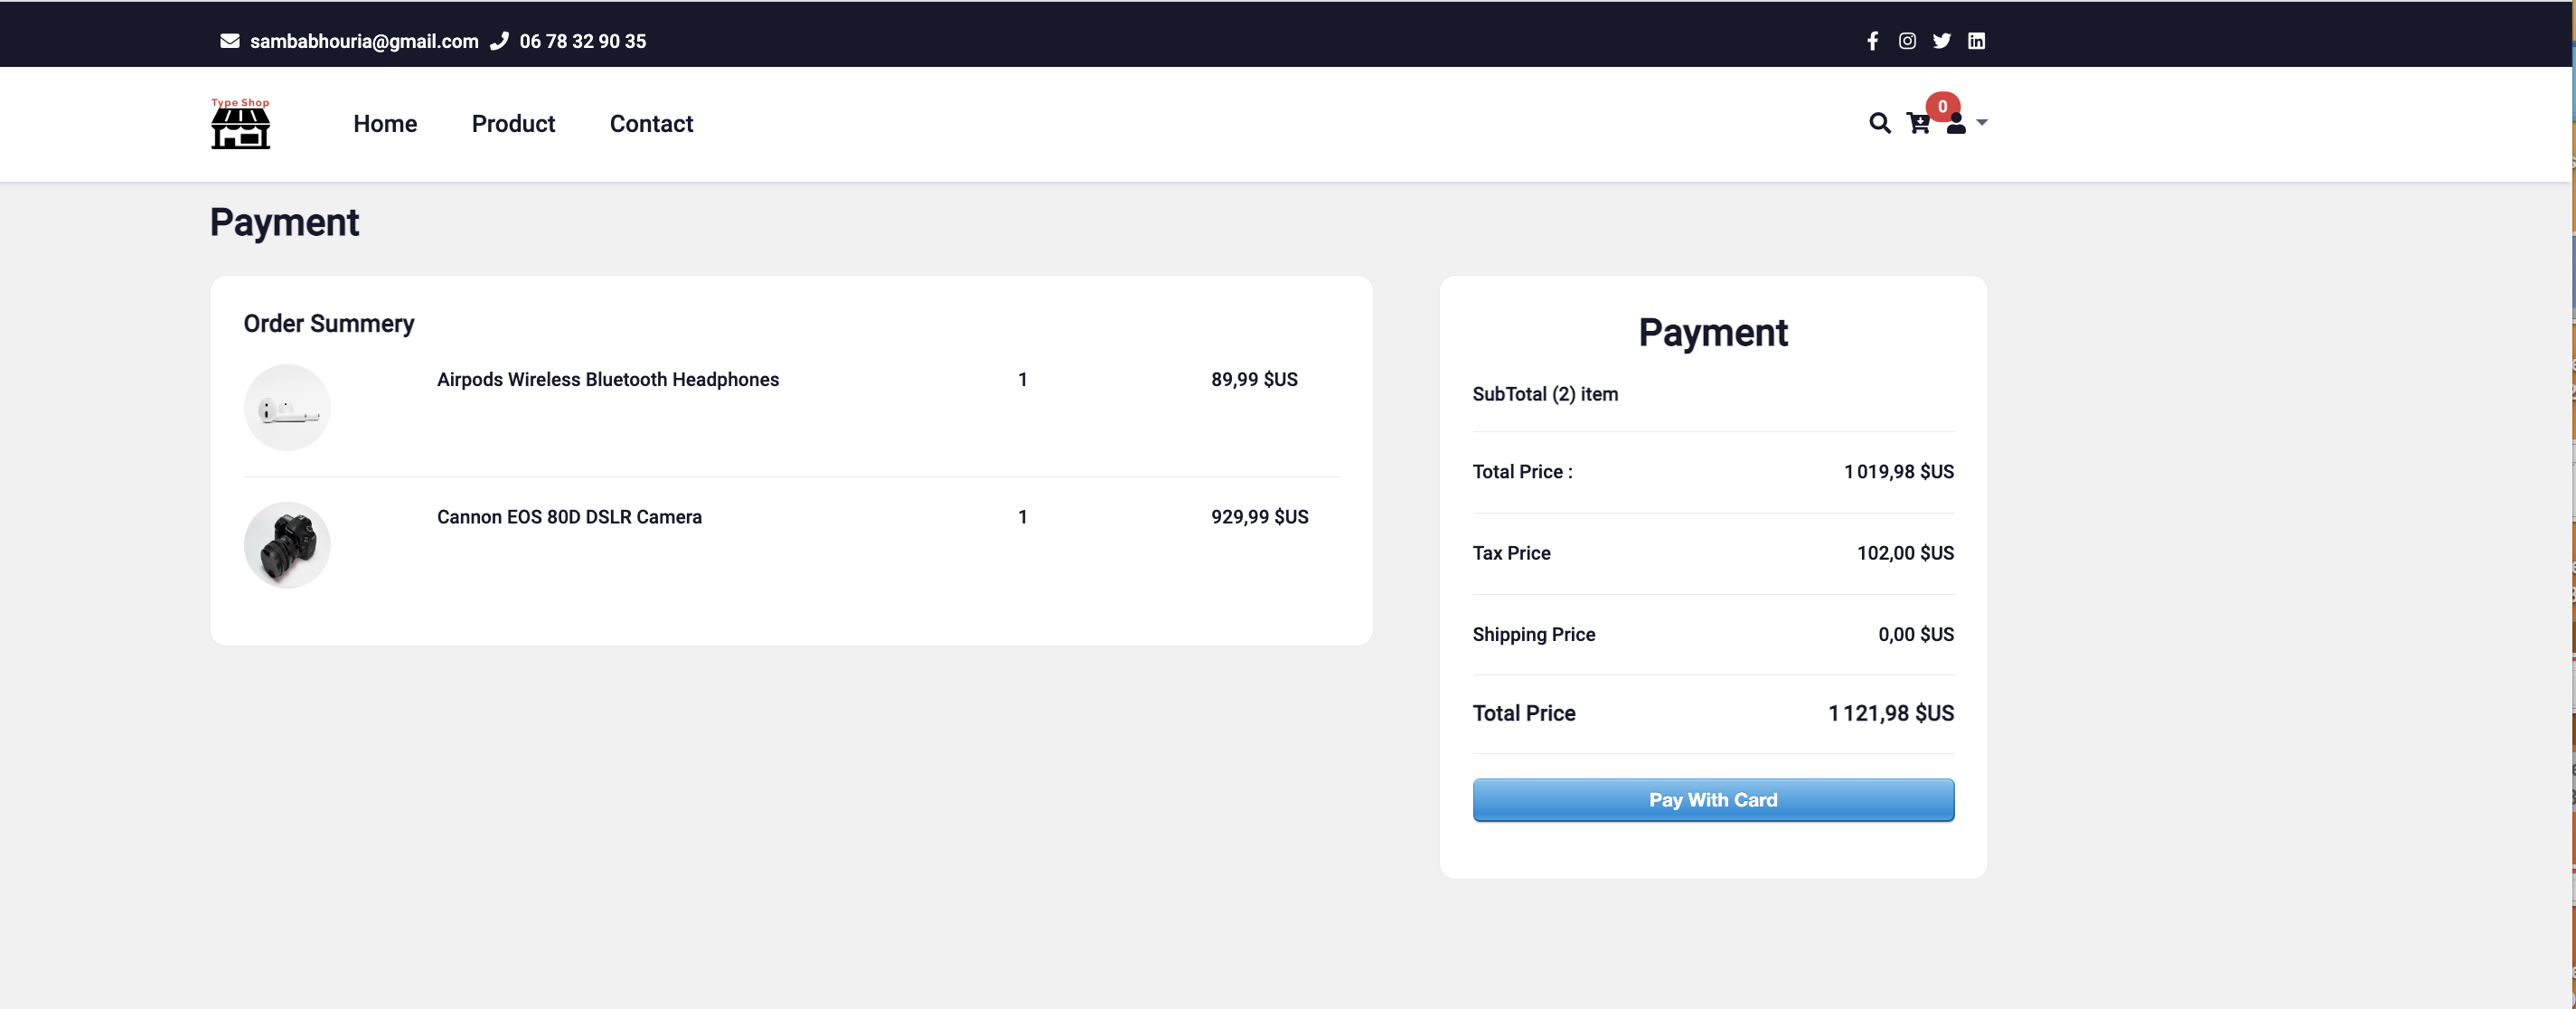 sambabhouria@gmail.com 06 78 32 90 35
Type Shop
Home Product Contact
0
Payment
Order Summery
Airpods Wireless Bluetooth Headphones 1 89,99 $US
Cannon EOS 80D DSLR Camera 1 929,99 $US
Payment
SubTotal (2) item
Total Price : 1 019,98 $US
Tax Price 102,00 $US
Shipping Price 0,00 $US
Total Price 1 121,98 $US
Pay With Card